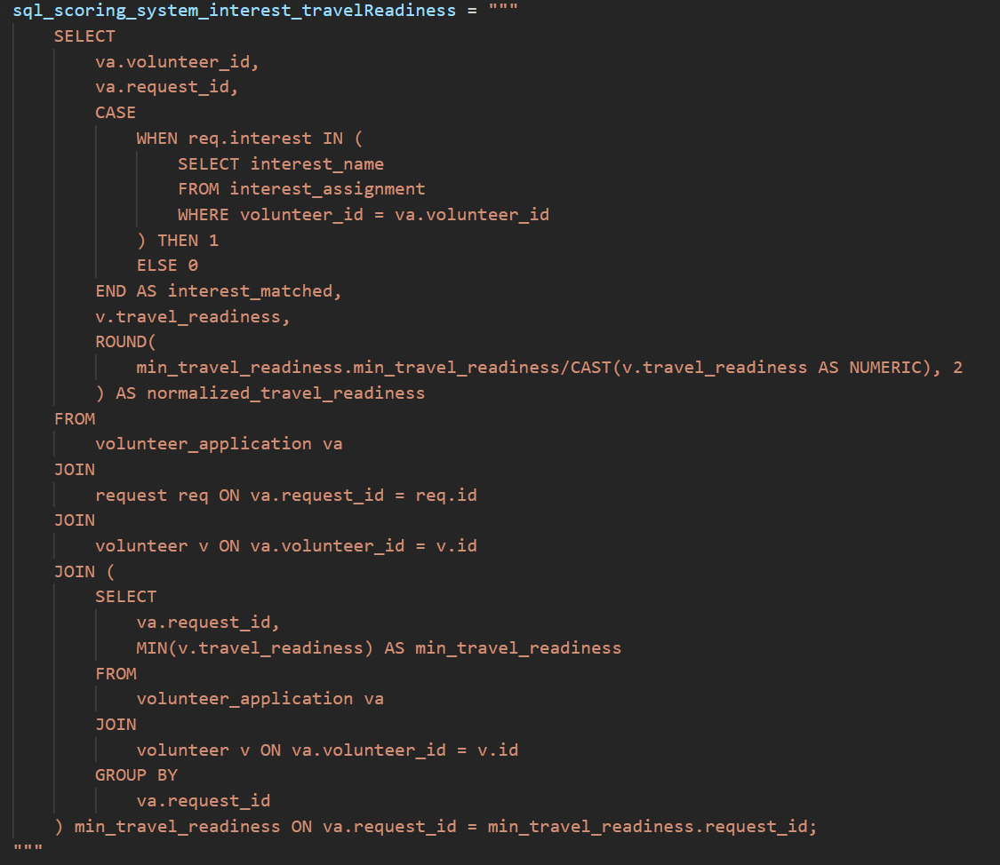 sql_scoring_system_interest_travelReadiness = """
    SELECT
        va.volunteer_id,
        va.request_id,
        CASE
            WHEN req.interest IN (
                SELECT interest_name
                FROM interest_assignment
                WHERE volunteer_id = va.volunteer_id
            ) THEN 1
            ELSE 0
        END AS interest_matched,
        v.travel_readiness,
        ROUND(
            min_travel_readiness.min_travel_readiness/CAST(v.travel_readiness AS NUMERIC), 2
        ) AS normalized_travel_readiness
    FROM
        volunteer_application va
    JOIN
        request req ON va.request_id = req.id
    JOIN
        volunteer v ON va.volunteer_id = v.id
    JOIN (
        SELECT
            va.request_id,
            MIN(v.travel_readiness) AS min_travel_readiness
        FROM
            volunteer_application va
        JOIN
            volunteer v ON va.volunteer_id = v.id
        GROUP BY
            va.request_id
    ) min_travel_readiness ON va.request_id = min_travel_readiness.request_id;
"""